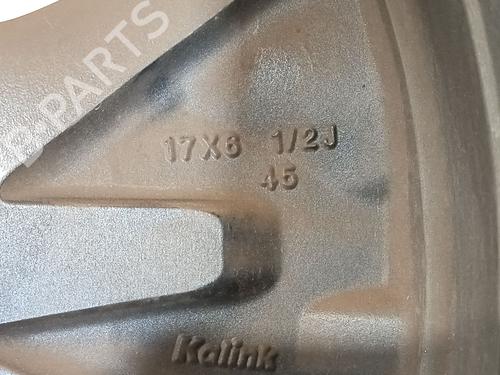 PARTS
17X6 1/2J
45
Kalink